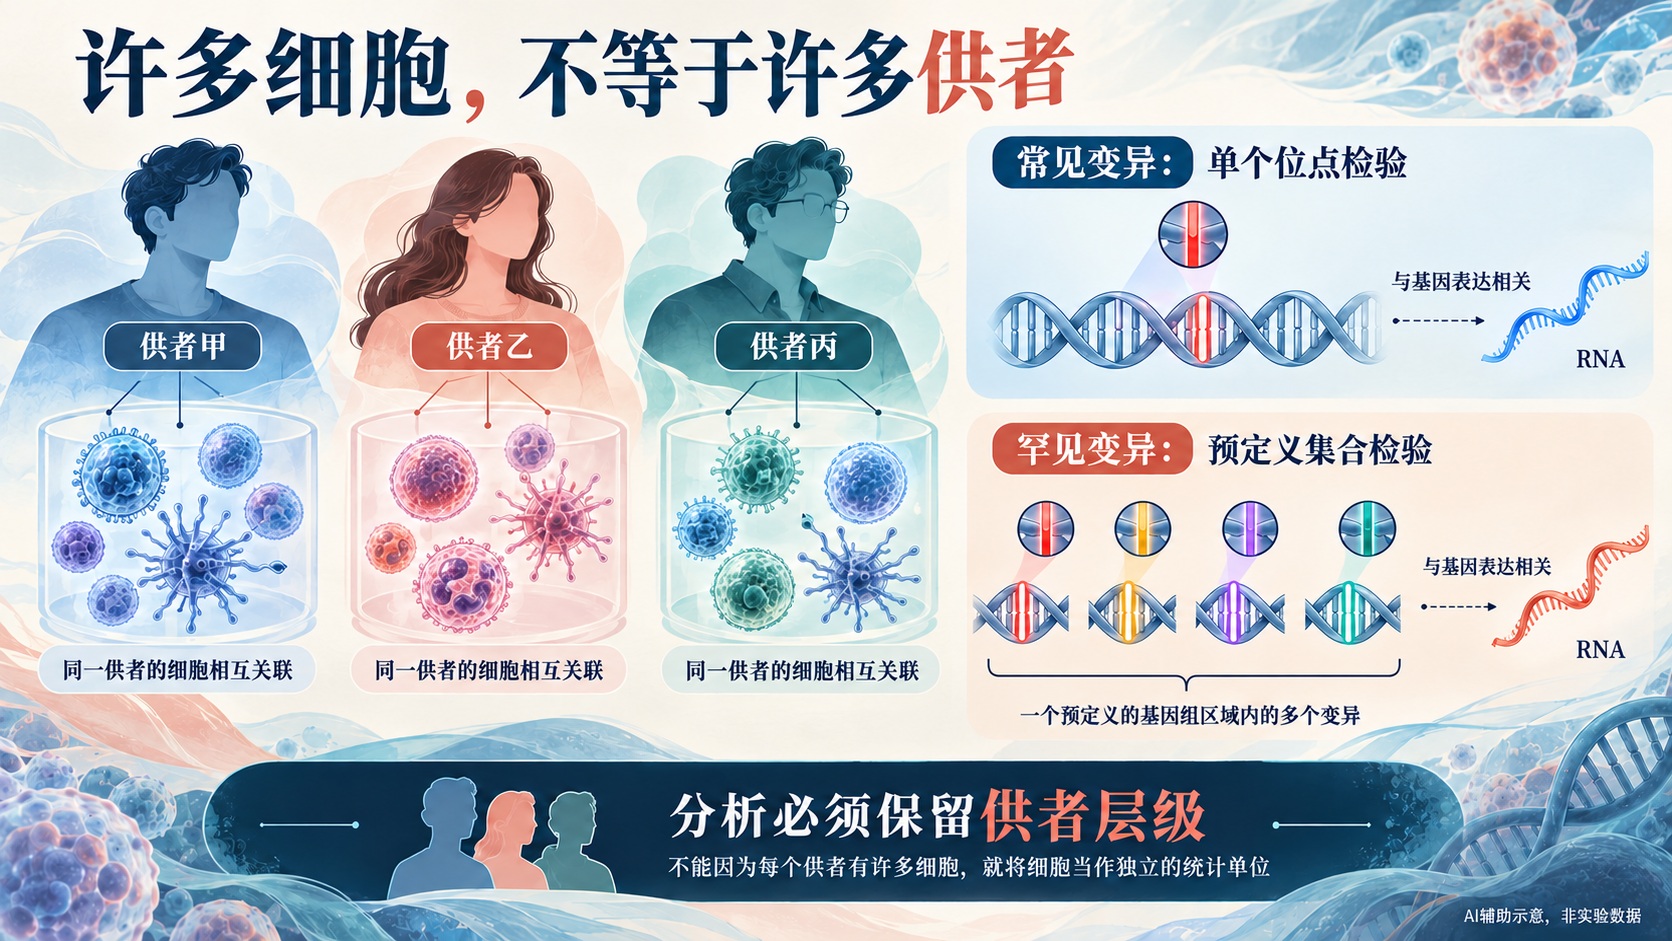 许多细胞，不等于许多供者
供者甲
供者乙
供者丙
同一供者的细胞相互关联
同一供者的细胞相互关联
同一供者的细胞相互关联
常见变异：单个位点检验
与基因表达相关
RNA
罕见变异：预定义集合检验
与基因表达相关
RNA
一个预定义的基因组区域内的多个变异
分析必须保留供者层级
不能因为每个供者有许多细胞，就将细胞当作独立的统计单位
AI辅助示意，非实验数据